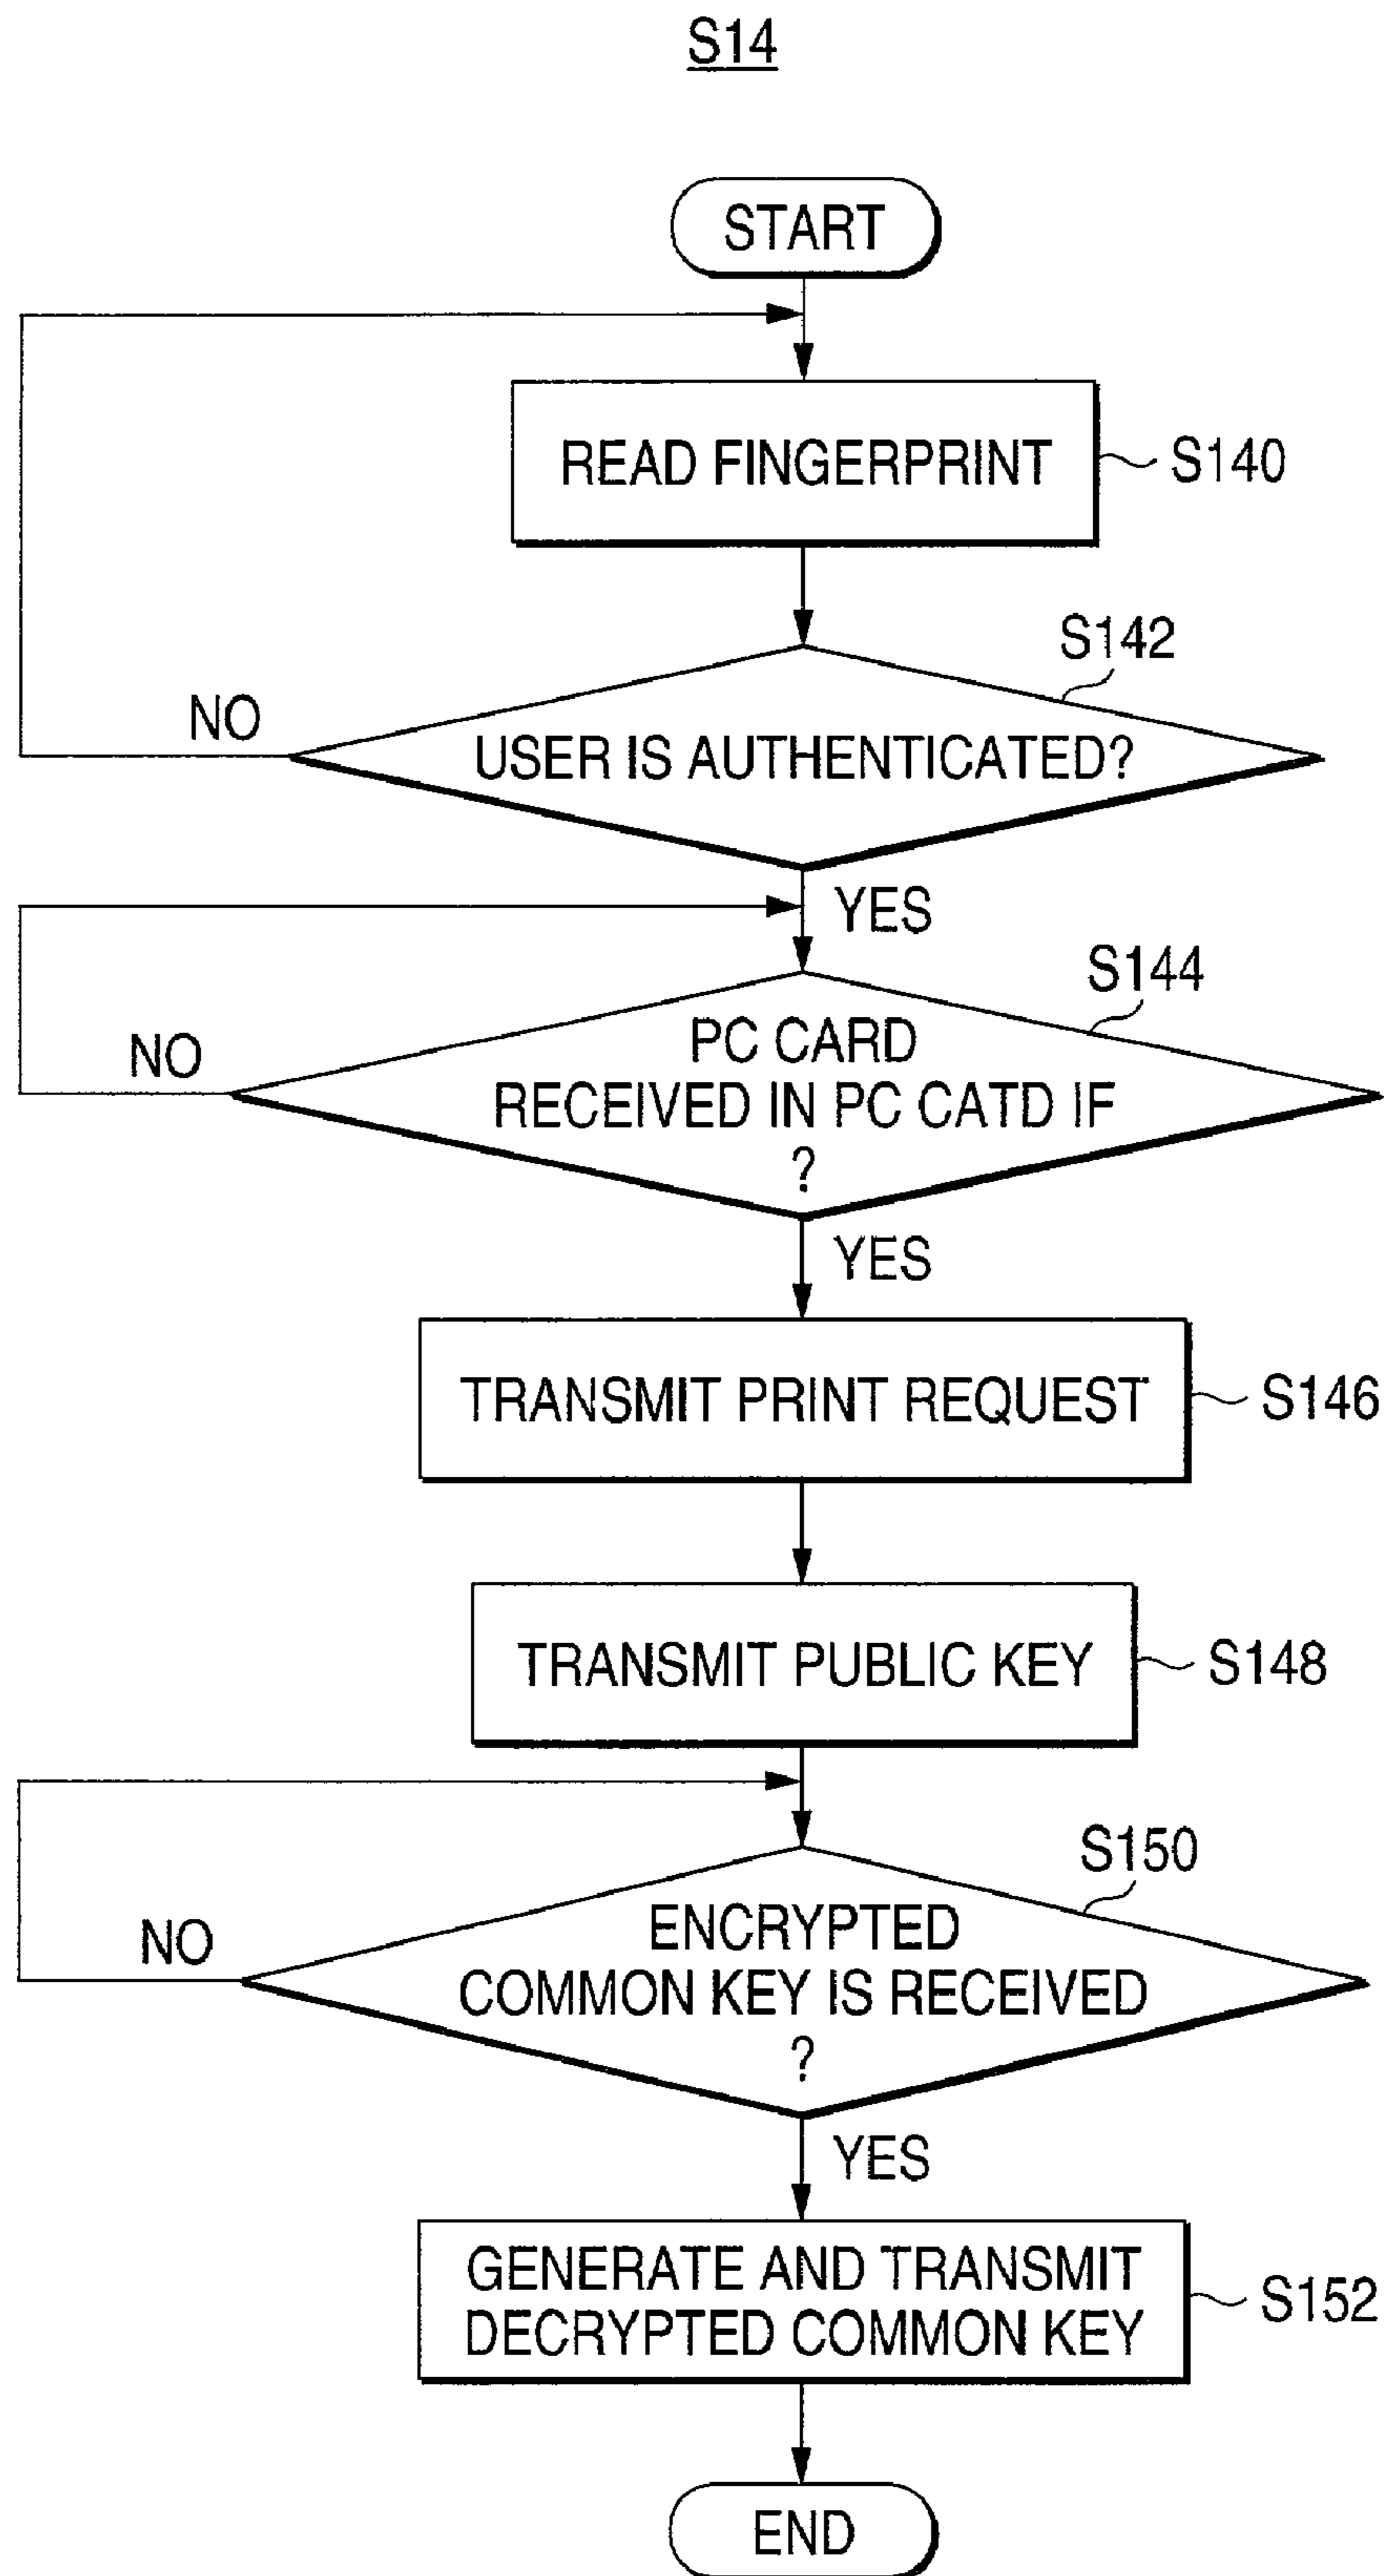 S14
START
READ FINGERPRINT
S140
S142
USER IS AUTHENTICATED?
NO
YES
S144
PC CARD
RECEIVED IN PC CATD IF
?
NO
YES
TRANSMIT PRINT REQUEST
S146
TRANSMIT PUBLIC KEY
S148
S150
ENCRYPTED
COMMON KEY IS RECEIVED
?
NO
YES
GENERATE AND TRANSMIT
DECRYPTED COMMON KEY
S152
END